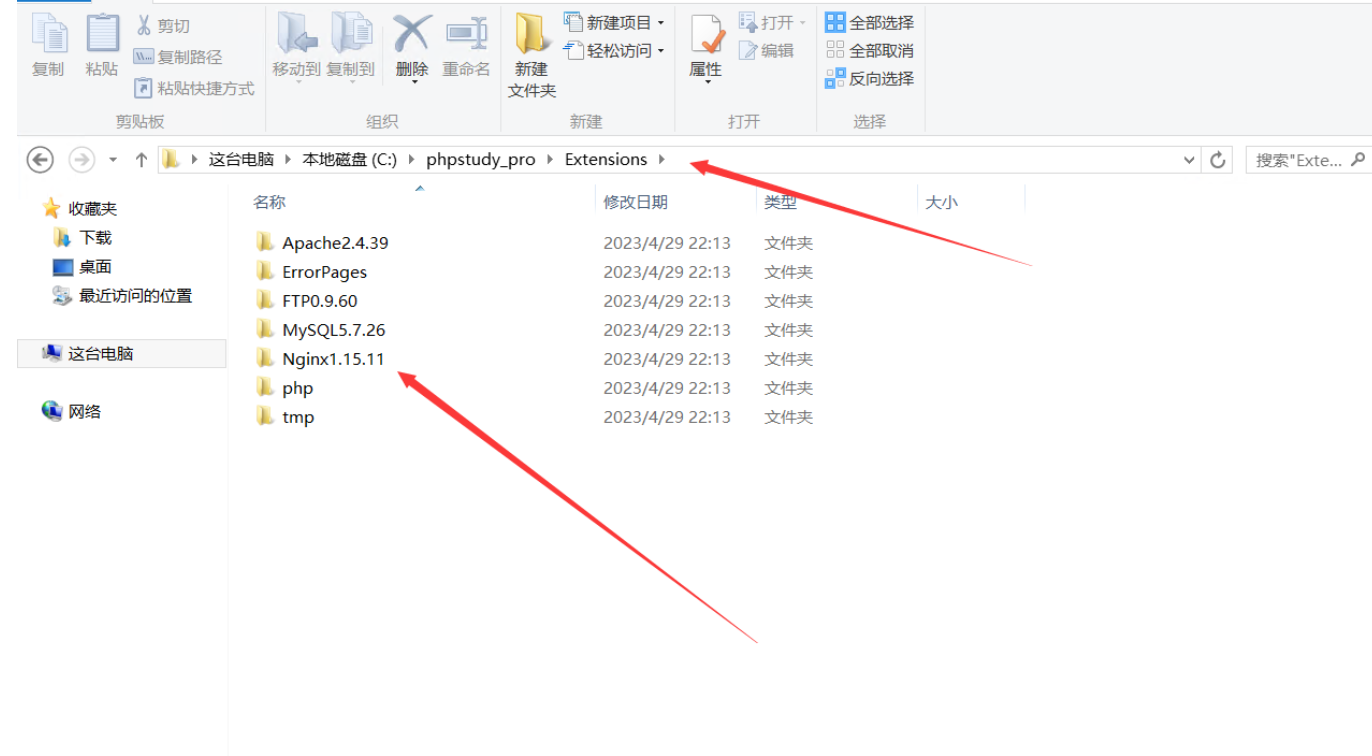 剪切
复制路径
粘贴快捷方式
复制
粘贴
剪贴板
移动到
复制到
删除
重命名
组织
新建
文件夹
新建项目
轻松访问
新建
属性
打开
编辑
打开
全部选择
全部取消
反向选择
选择
这台电脑 本地磁盘 (C:) phpstudy_pro Extensions
搜索"Exte...
收藏夹
下载
桌面
最近访问的位置
这台电脑
网络
名称 修改日期 类型 大小
Apache2.4.39 2023/4/29 22:13 文件夹
ErrorPages 2023/4/29 22:13 文件夹
FTP0.9.60 2023/4/29 22:13 文件夹
MySQL5.7.26 2023/4/29 22:13 文件夹
Nginx1.15.11 2023/4/29 22:13 文件夹
php 2023/4/29 22:13 文件夹
tmp 2023/4/29 22:13 文件夹